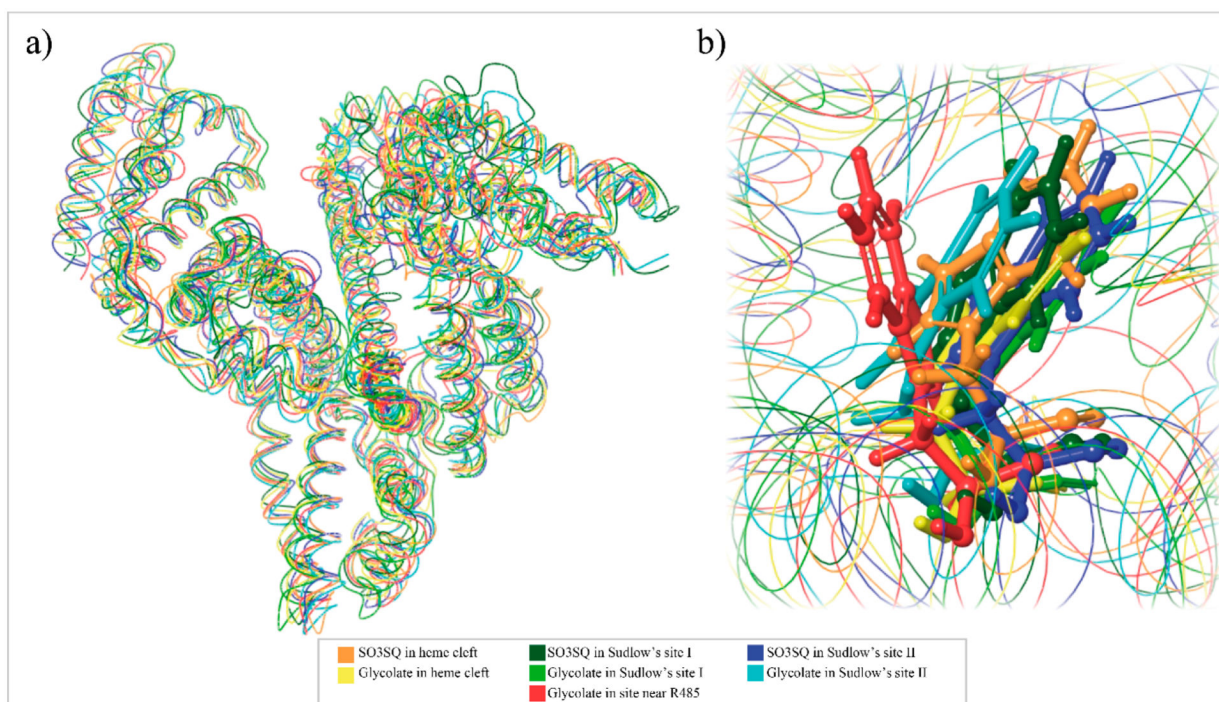 a)
b)
SO3SQ in heme cleft
SO3SQ in Sudlow's site I
SO3SQ in Sudlow's site II
Glycolate in heme cleft
Glycolate in Sudlow's site I
Glycolate in Sudlow's site II
Glycolate in site near R485